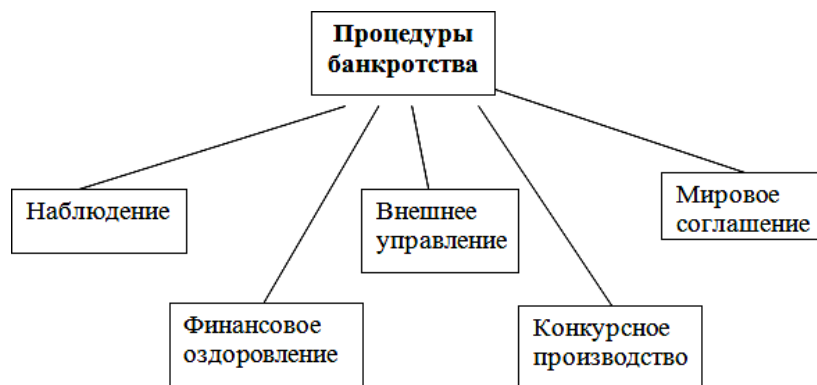 Процедуры
банкротства
Наблюдение
Внешнее
управление
Мировое
соглашение
Финансовое
оздоровление
Конкурсное
производство